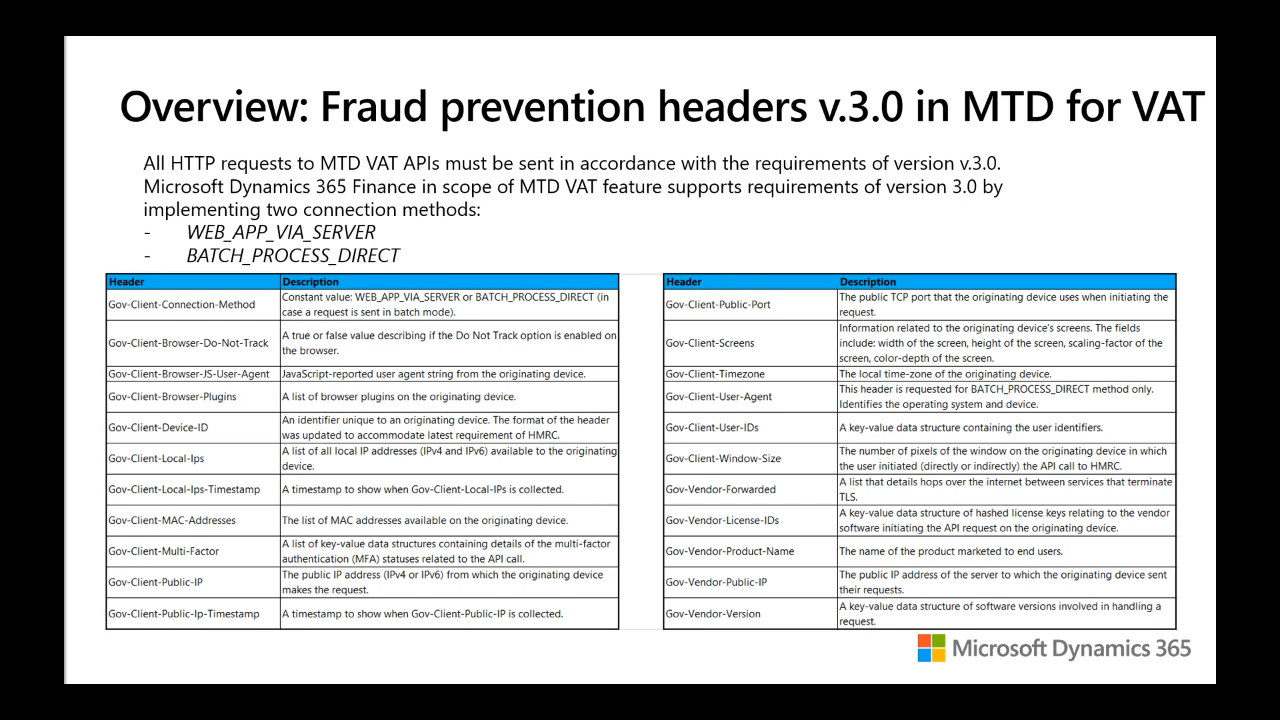 Overview: Fraud prevention headers v.3.0 in MTD for VAT
All HTTP requests to MTD VAT APIs must be sent in accordance with the requirements of version v.3.0.
Microsoft Dynamics 365 Finance in scope of MTD VAT feature supports requirements of version 3.0 by
implementing two connection methods:
- WEB_APP_VIA_SERVER
- BATCH_PROCESS_DIRECT
Header Description
Gov-Client-Connection-Method
Constant value: WEB_APP_VIA_SERVER or BATCH_PROCESS_DIRECT (in
case a request is sent in batch mode).
Gov-Client-Browser-Do-Not-Track
A true or false value describing if the Do Not Track option is enabled on
the browser.
Gov-Client-Browser-JS-User-Agent JavaScript-reported user agent string from the originating device.
Gov-Client-Browser-Plugins A list of browser plugins on the originating device.
Gov-Client-Device-ID
An identifier unique to an originating device. The format of the header
was updated to accommodate latest requirement of HMRC.
Gov-Client-Local-Ips
A list of all local IP addresses (IPv4 and IPv6) available to the originating
device.
Gov-Client-Local-Ips-Timestamp A timestamp to show when Gov-Client-Local-IPs is collected.
Gov-Client-MAC-Addresses The list of MAC addresses available on the originating device.
Gov-Client-Multi-Factor
A list of key-value data structures containing details of the multi-factor
authentication (MFA) statuses related to the API call.
Gov-Client-Public-IP
The public IP address (IPv4 or IPv6) from which the originating device
makes the request.
Gov-Client-Public-Ip-Timestamp A timestamp to show when Gov-Client-Public-IP is collected.
Header Description
Gov-Client-Public-Port
The public TCP port that the originating device uses when initiating the
request.
Gov-Client-Screens
Information related to the originating device's screens. The fields
include: width of the screen, height of the screen, scaling-factor of the
screen, color-depth of the screen.
Gov-Client-Timezone The local time-zone of the originating device.
Gov-Client-User-Agent
This header is requested for BATCH_PROCESS_DIRECT method only.
Identifies the operating system and device.
Gov-Client-User-IDs A key-value data structure containing the user identifiers.
Gov-Client-Window-Size
The number of pixels of the window on the originating device in which
the user initiated (directly or indirectly) the API call to HMRC.
Gov-Vendor-Forwarded
A list that details hops over the internet between services that terminate
TLS.
Gov-Vendor-License-IDs
A key-value data structure of hashed license keys relating to the vendor
software initiating the API request on the originating device.
Gov-Vendor-Product-Name The name of the product marketed to end users.
Gov-Vendor-Public-IP
The public IP address of the server to which the originating device sent
their requests.
Gov-Vendor-Version
A key-value data structure of software versions involved in handling a
request.
Microsoft Dynamics 365